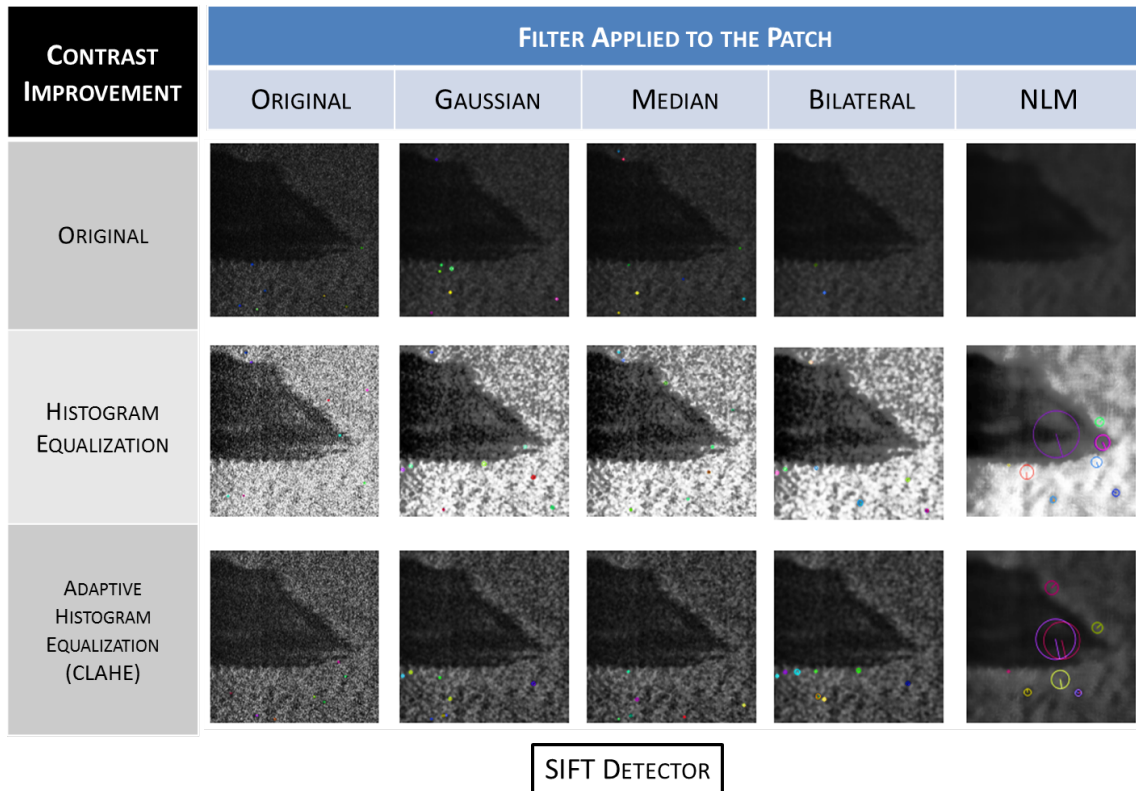 CONTRAST
IMPROVEMENT
FILTER APPLIED TO THE PATCH
ORIGINAL
GAUSSIAN
MEDIAN
BILATERAL
NLM
ORIGINAL
HISTOGRAM
EQUALIZATION
ADAPTIVE
HISTOGRAM
EQUALIZATION
(CLAHE)
SIFT DETECTOR